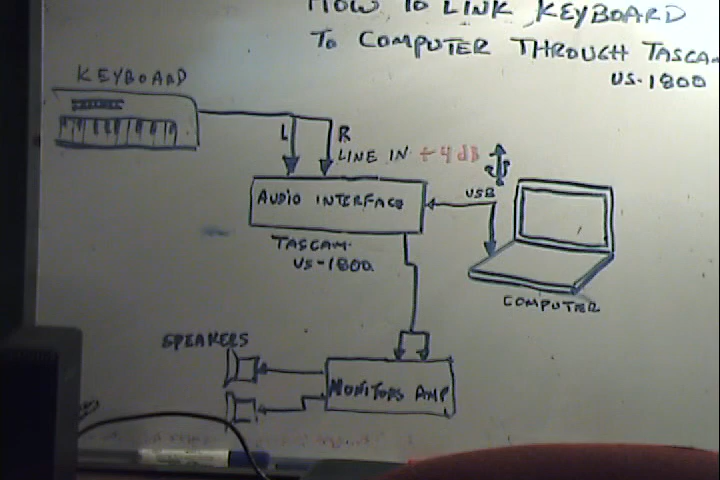 HOW TO LINK KEYBOARD
TO COMPUTER THROUGH TASCAM
US-1800
KEYBOARD
L R
LINE IN +4dB
USB
AUDIO INTERFACE
TASCAM
US-1800
COMPUTER
SPEAKERS
MONITORS AMP